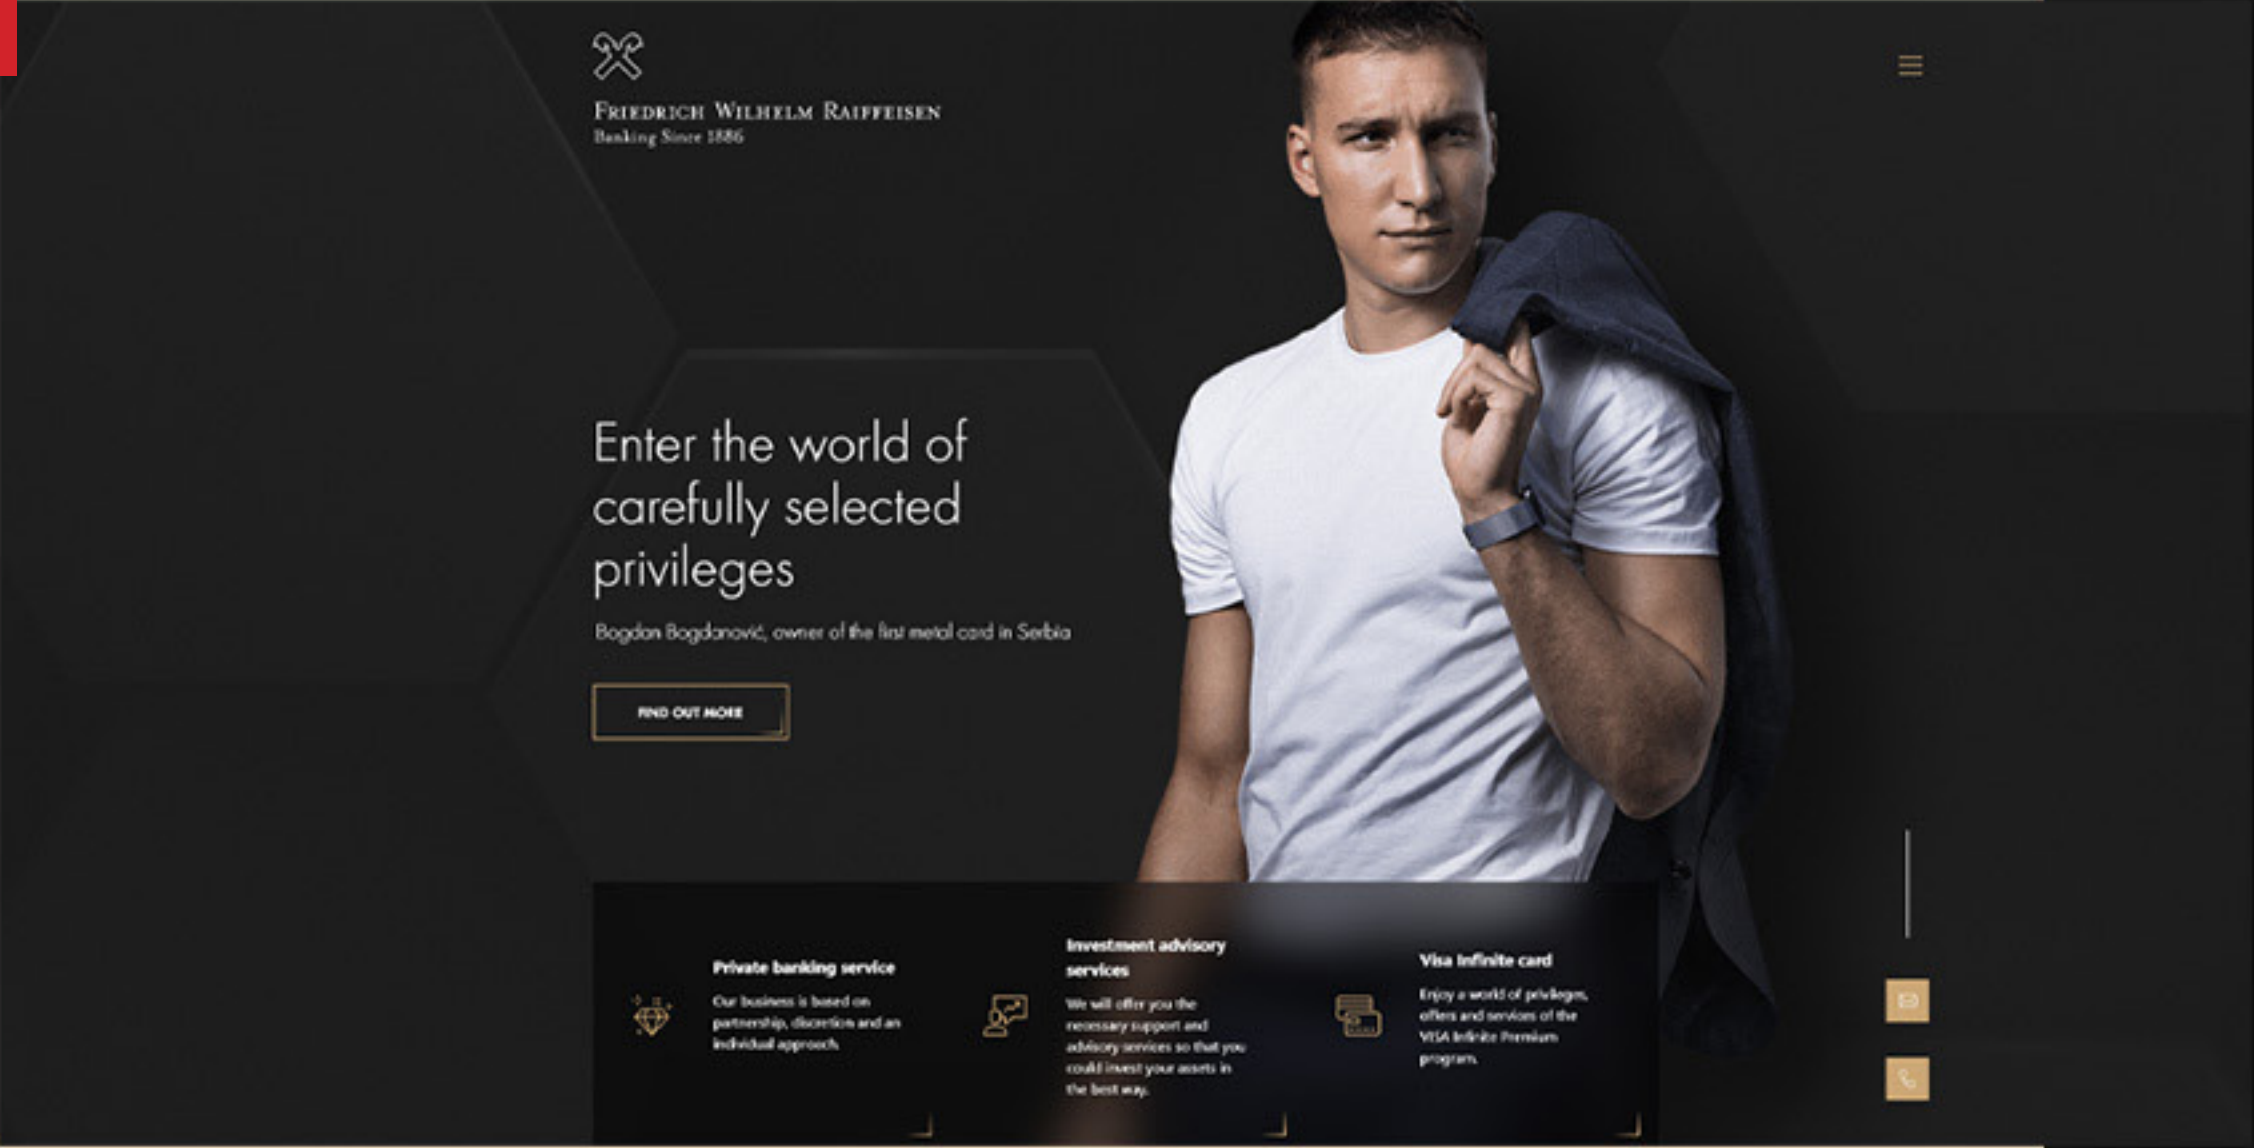 FRIEDRICH WILHELM RAIFFEISEN
Banking Since 1886
Enter the world of
carefully selected
privileges
Bogdan Bogdanović, owner of the first metal card in Serbia
FIND OUT MORE
Private banking service
Our business is based on
partnership, discretion and an
individual approach.
Investment advisory
services
We will offer you the
necessary support and
advisory services so that you
could invest your assets in
the best way.
Visa Infinite card
Enjoy a world of privileges,
offers and services of the
VISA Infinite Premium
program.